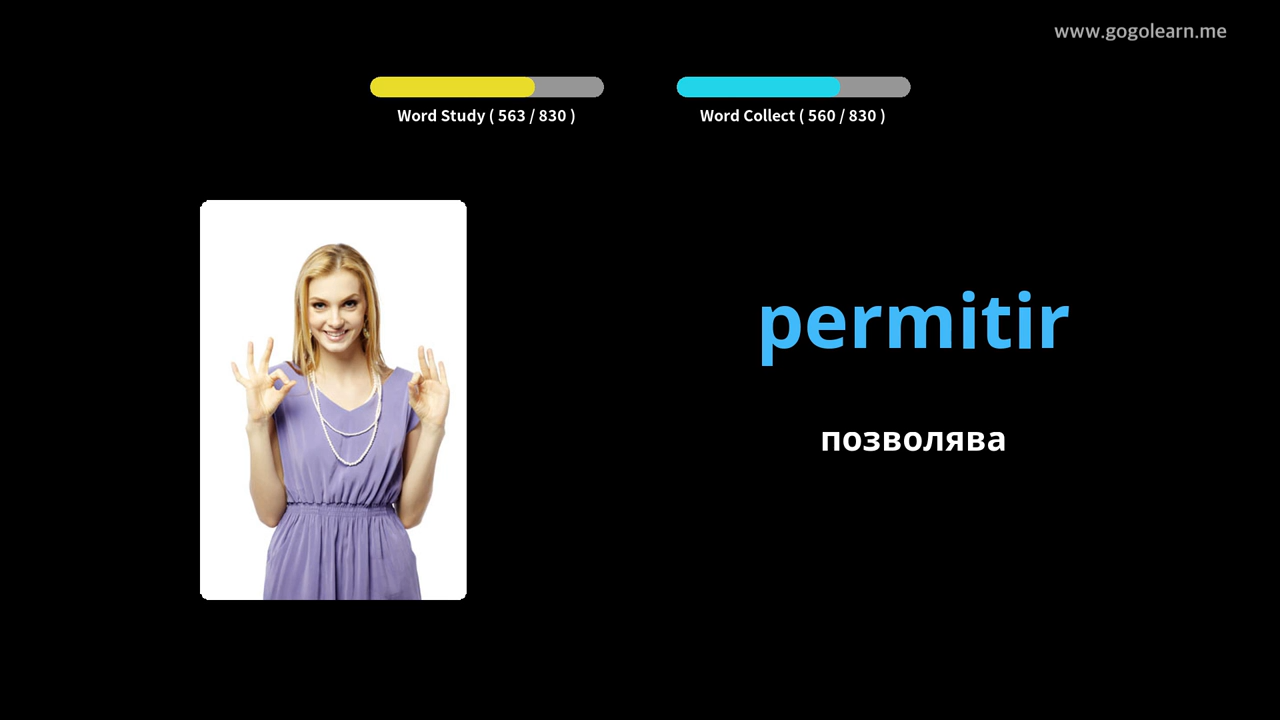 www.gogolearn.me
Word Study ( 563 / 830 )
Word Collect ( 560 / 830 )
permitir
позволява